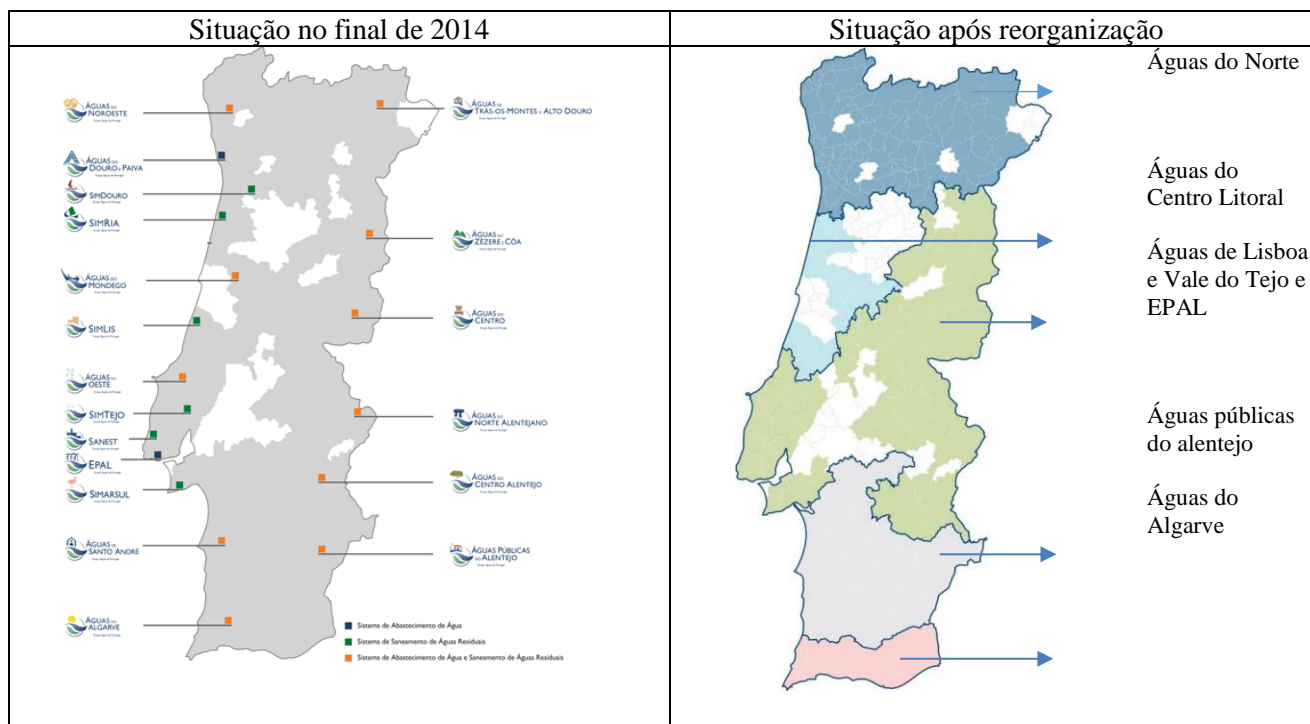 Situação no final de 2014
Situação após reorganização
ÁGUAS DO
NOROESTE
ÁGUAS DO
DOURO E PAIVA
SIMDOURO
SIMRIA
ÁGUAS DO
MONDEGO
SIMLIS
ÁGUAS DO
OESTE
SIMTEJO
SANEST
EPAL
SIMARSUL
ÁGUAS DE
SANTO ANDRÉ
ÁGUAS DO
ALGARVE
ÁGUAS DE
TRÁS-OS-MONTES E ALTO DOURO
ÁGUAS DO
ZÊZERE E CÔA
ÁGUAS DO
CENTRO
ÁGUAS DO
NORTE ALENTEJANO
ÁGUAS DO
CENTRO ALENTEJO
ÁGUAS PÚBLICAS
DO ALENTEJO
Sistema de Abastecimento de Água
Sistema de Saneamento de Águas Residuais
Sistema de Abastecimento de Água e Saneamento de Águas Residuais
Águas do Norte
Águas do
Centro Litoral
Águas de Lisboa
e Vale do Tejo e
EPAL
Águas públicas
do alentejo
Águas do
Algarve